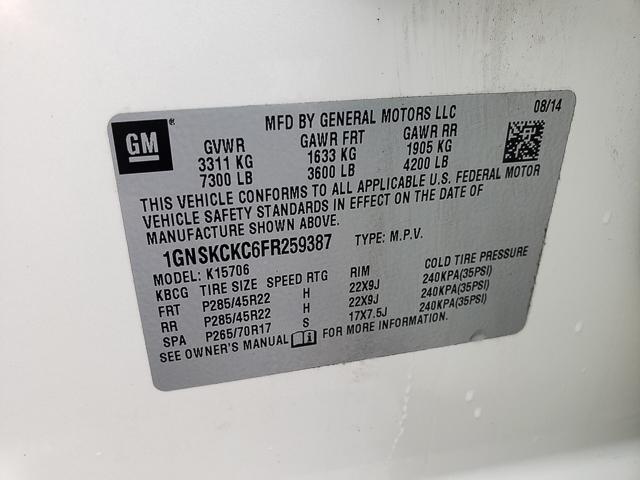 MFD BY GENERAL MOTORS LLC 08/14
GM ®
GVWR GAWR FRT GAWR RR
3311 KG 1633 KG 1905 KG
7300 LB 3600 LB 4200 LB
THIS VEHICLE CONFORMS TO ALL APPLICABLE U.S. FEDERAL MOTOR
VEHICLE SAFETY STANDARDS IN EFFECT ON THE DATE OF
MANUFACTURE SHOWN ABOVE.
1GNSKCKC6FR259387 TYPE: M.P.V.
MODEL: K15706
KBCG TIRE SIZE SPEED RTG RIM COLD TIRE PRESSURE
FRT P285/45R22 H 22X9J 240KPA(35PSI)
RR P285/45R22 H 22X9J 240KPA(35PSI)
SPA P265/70R17 S 17X7.5J 240KPA(35PSI)
SEE OWNER'S MANUAL FOR MORE INFORMATION.